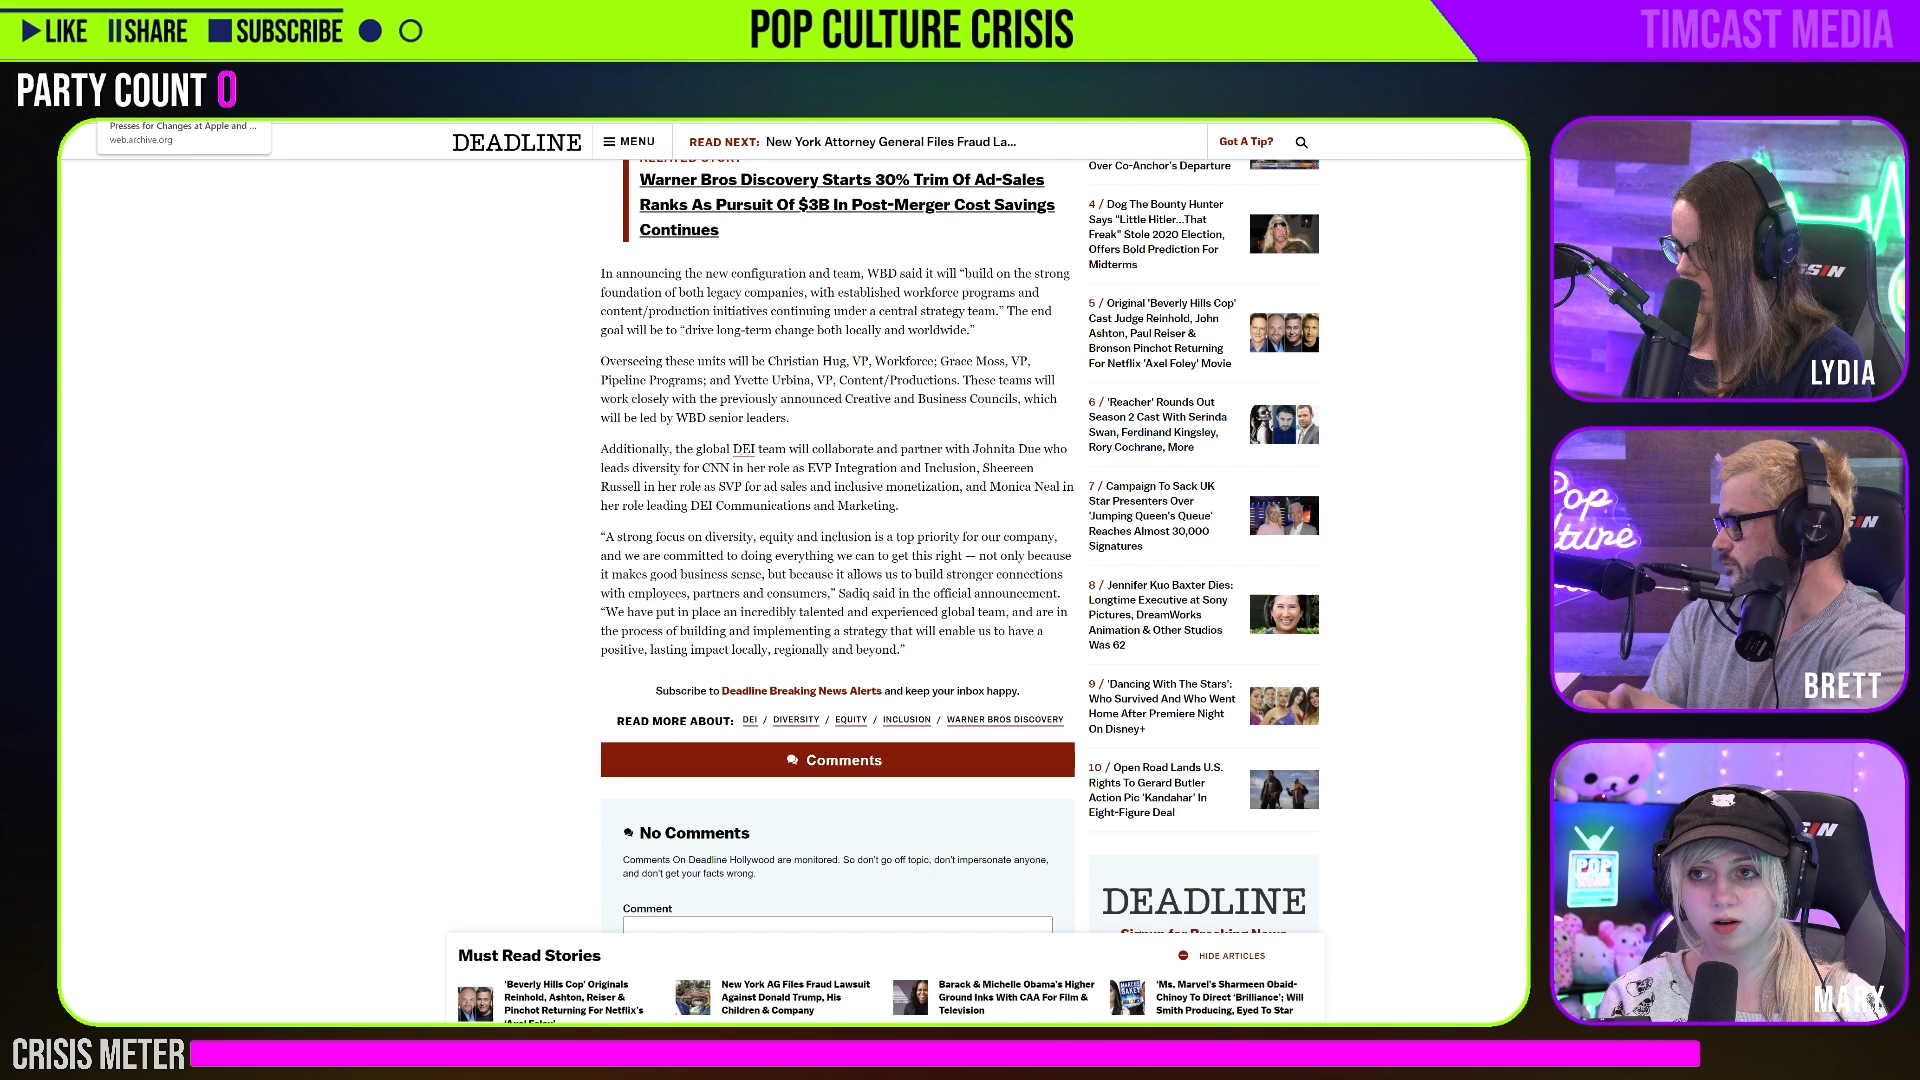 LIKE SHARE SUBSCRIBE
POP CULTURE CRISIS
TIMCAST MEDIA
PARTY COUNT 0
Presses for Changes at Apple and ...
web.archive.org
DEADLINE
MENU
READ NEXT: New York Attorney General Files Fraud La...
Got A Tip?
RELATED STORY
Warner Bros Discovery Starts 30% Trim Of Ad-Sales
Ranks As Pursuit Of $3B In Post-Merger Cost Savings
Continues
In announcing the new configuration and team, WBD said it will “build on the strong
foundation of both legacy companies, with established workforce programs and
content/production initiatives continuing under a central strategy team.” The end
goal will be to “drive long-term change both locally and worldwide.”
Overseeing these units will be Christian Hug, VP, Workforce; Grace Moss, VP,
Pipeline Programs; and Yvette Urbina, VP, Content/Productions. These teams will
work closely with the previously announced Creative and Business Councils, which
will be led by WBD senior leaders.
Additionally, the global DEI team will collaborate and partner with Johnita Due who
leads diversity for CNN in her role as EVP Integration and Inclusion, Sheereen
Russell in her role as SVP for ad sales and inclusive monetization, and Monica Neal in
her role leading DEI Communications and Marketing.
“A strong focus on diversity, equity and inclusion is a top priority for our company,
and we are committed to doing everything we can to get this right — not only because
it makes good business sense, but because it allows us to build stronger connections
with employees, partners and consumers,” Sadiq said in the official announcement.
“We have put in place an incredibly talented and experienced global team, and are in
the process of building and implementing a strategy that will enable us to have a
positive, lasting impact locally, regionally and beyond.”
Subscribe to Deadline Breaking News Alerts and keep your inbox happy.
READ MORE ABOUT: DEI / DIVERSITY / EQUITY / INCLUSION / WARNER BROS DISCOVERY
Comments
No Comments
Comments On Deadline Hollywood are monitored. So don't go off topic, don't impersonate anyone,
and don't get your facts wrong.
Comment
Over Co-Anchor's Departure
4 / Dog The Bounty Hunter
Says "Little Hitler...That
Freak" Stole 2020 Election,
Offers Bold Prediction For
Midterms
5 / Original 'Beverly Hills Cop'
Cast Judge Reinhold, John
Ashton, Paul Reiser &
Bronson Pinchot Returning
For Netflix 'Axel Foley' Movie
6 / 'Reacher' Rounds Out
Season 2 Cast With Serinda
Swan, Ferdinand Kingsley,
Rory Cochrane, More
7 / Campaign To Sack UK
Star Presenters Over
'Jumping Queen's Queue'
Reaches Almost 30,000
Signatures
8 / Jennifer Kuo Baxter Dies:
Longtime Executive at Sony
Pictures, DreamWorks
Animation & Other Studios
Was 62
9 / 'Dancing With The Stars':
Who Survived And Who Went
Home After Premiere Night
On Disney+
10 / Open Road Lands U.S.
Rights To Gerard Butler
Action Pic 'Kandahar' In
Eight-Figure Deal
DEADLINE
Signup for Breaking News
Must Read Stories
HIDE ARTICLES
'Beverly Hills Cop' Originals
Reinhold, Ashton, Reiser &
Pinchot Returning For Netflix's
'Axel Foley'
New York AG Files Fraud Lawsuit
Against Donald Trump, His
Children & Company
Barack & Michelle Obama's Higher
Ground Inks With CAA For Film &
Television
'Ms. Marvel's Sharmeen Obaid-
Chinoy To Direct 'Brilliance'; Will
Smith Producing, Eyed To Star
LYDIA
Pop
BRETT
POP
MARY
CRISIS METER